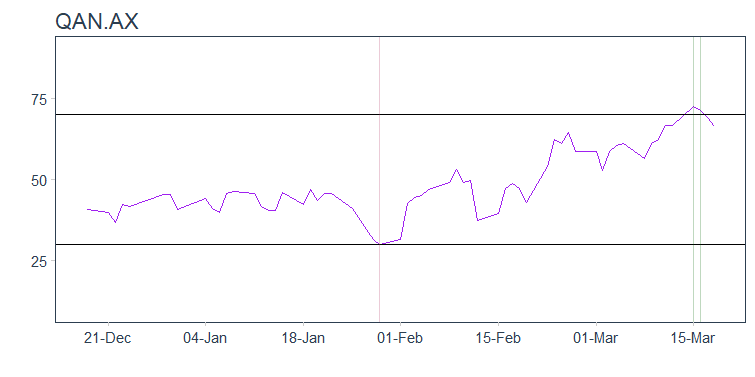 QAN.AX
75
50
25
21-Dec
04-Jan
18-Jan
01-Feb
15-Feb
01-Mar
15-Mar